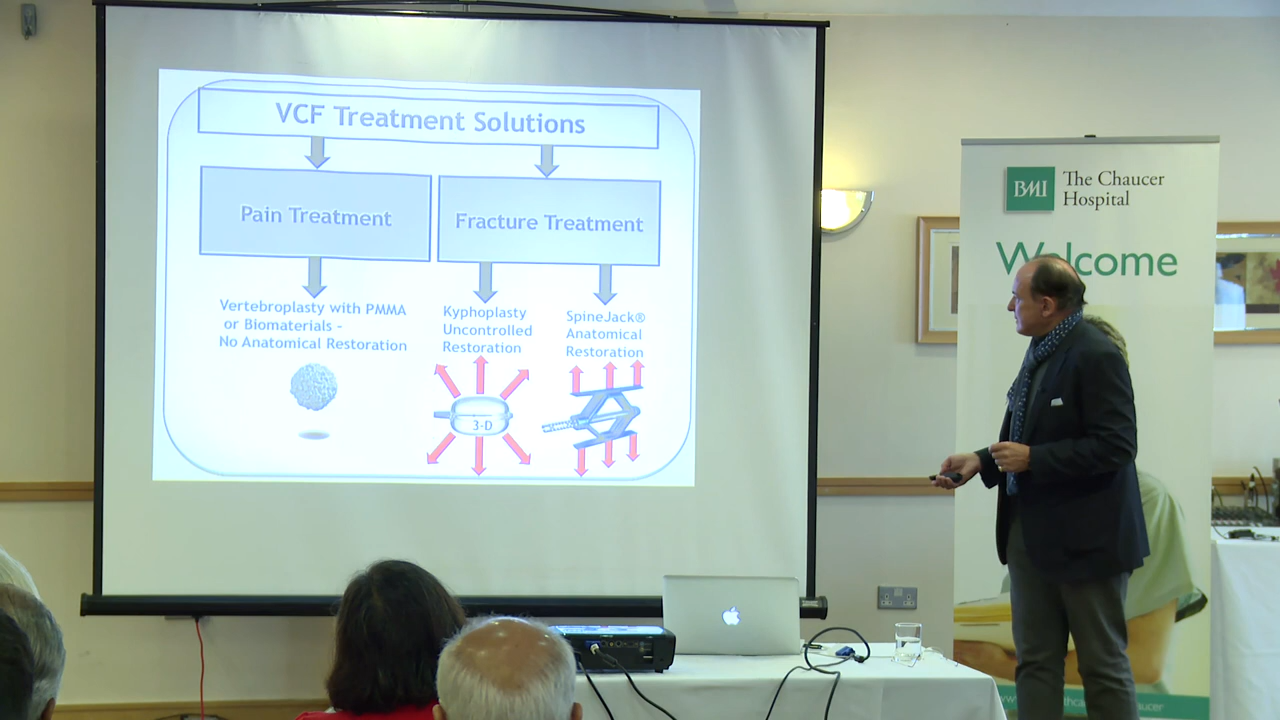 VCF Treatment Solutions
Pain Treatment
Fracture Treatment
Vertebroplasty with PMMA
or Biomaterials -
No Anatomical Restoration
Kyphoplasty
Uncontrolled
Restoration
3-D
SpineJack®
Anatomical
Restoration
BMI
The Chaucer
Hospital
Welcome